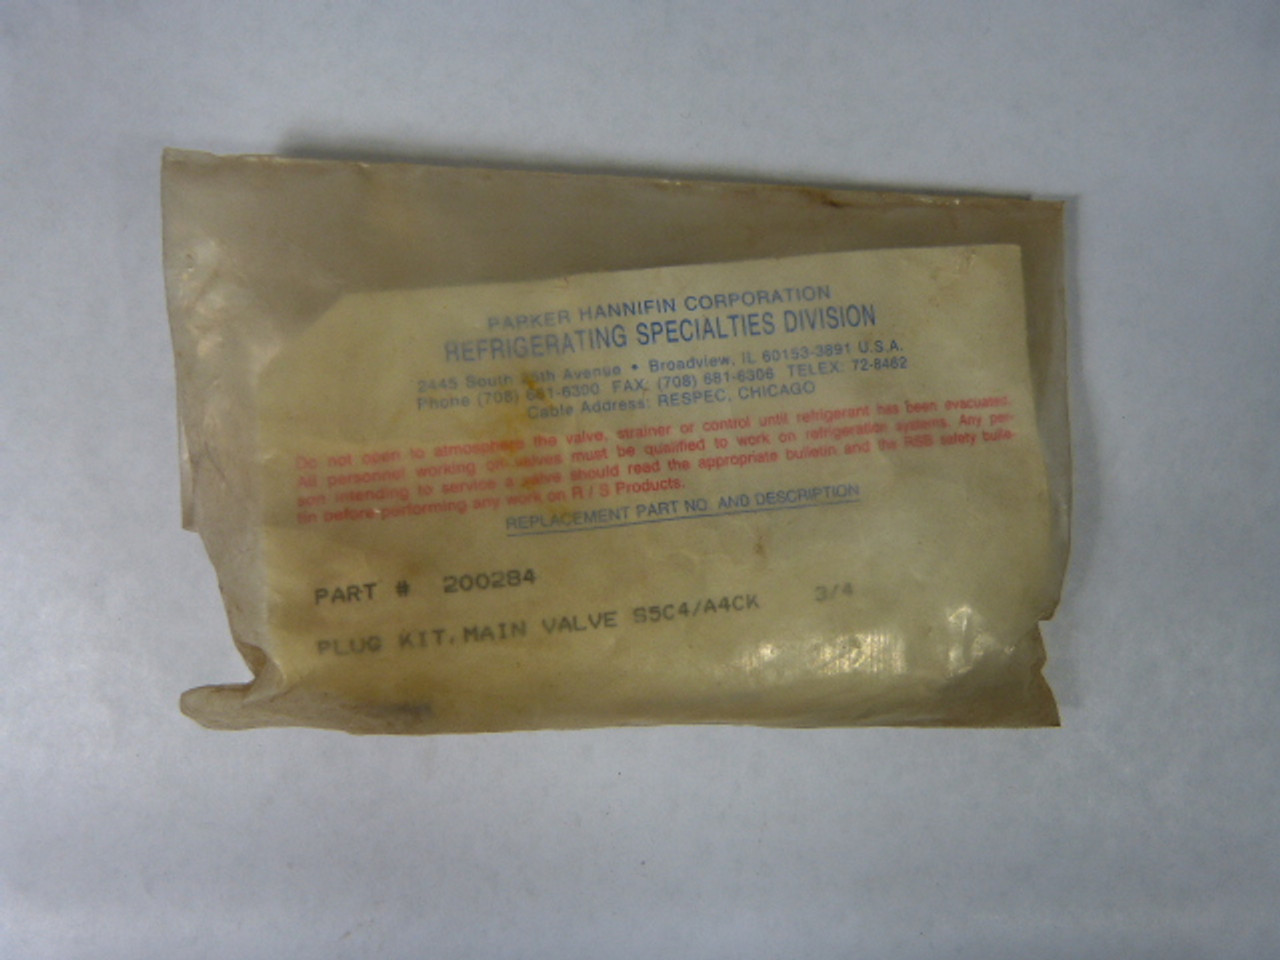 PARKER HANNIFIN CORPORATION
REFRIGERATING SPECIALTIES DIVISION
2445 South Avenue • Broadview, IL 60153-3891 U.S.A.
Phone (708) 681-6300 FAX. (708) 681-6306 TELEX: 72-8462
Cable Address: RESPEC, CHICAGO
Do not open to atmosphere the valve, strainer or control until refrigerant has been evacuated.
All personnel working on valves must be qualified to work on refrigeration systems. Any per-
son intending to service a valve should read the appropriate bulletin and the RSB safety bulle-
tin before performing any work on R / S Products.
REPLACEMENT PART NO. AND DESCRIPTION
PART # 200284
PLUG KIT, MAIN VALVE S5C4/A4CK 3/4